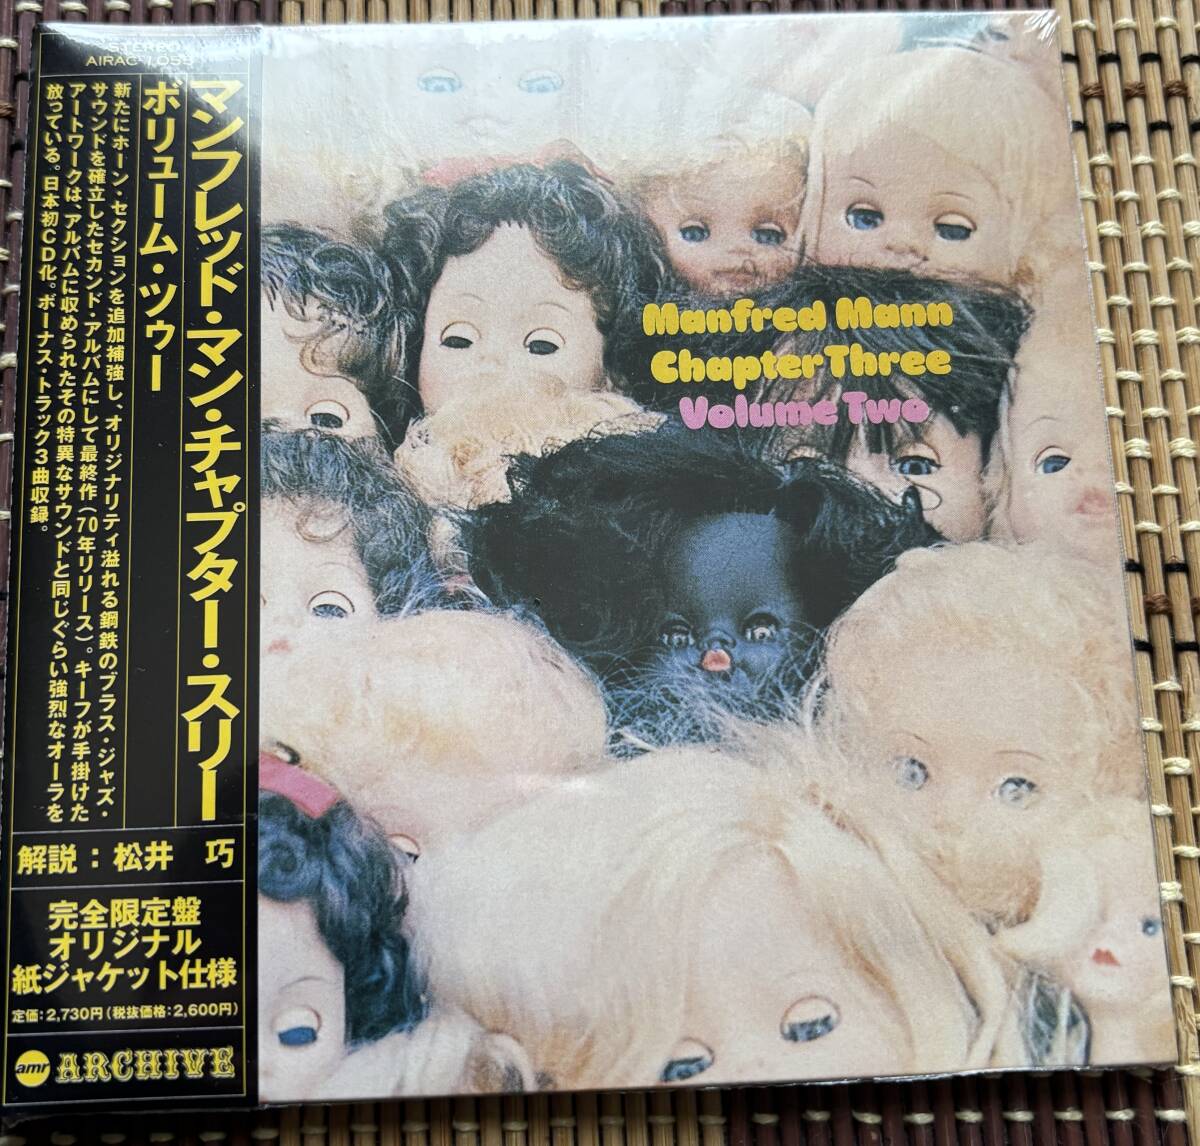 STEREO
AIRAC-1058
マンフレッド・マン・チャプター・スリー
ボリューム・ツゥー
新たにホーン・セクションを追加補強し、オリジナリティ溢れる鋼鉄のブラス・ジャズ・
サウンドを確立したセカンド・アルバムにして最終作(70年リリース)。キーフが手掛けた
アートワークは、アルバムに収められたその特異なサウンドと同じぐらい強烈なオーラを
放っている。日本初CD化。ボーナス・トラック3曲収録。
解説：松井 巧
完全限定盤
オリジナル
紙ジャケット仕様
定価:2,730円(税抜価格:2,600円)
amr ARCHIVE
Manfred Mann
Chapter Three
Volume Two